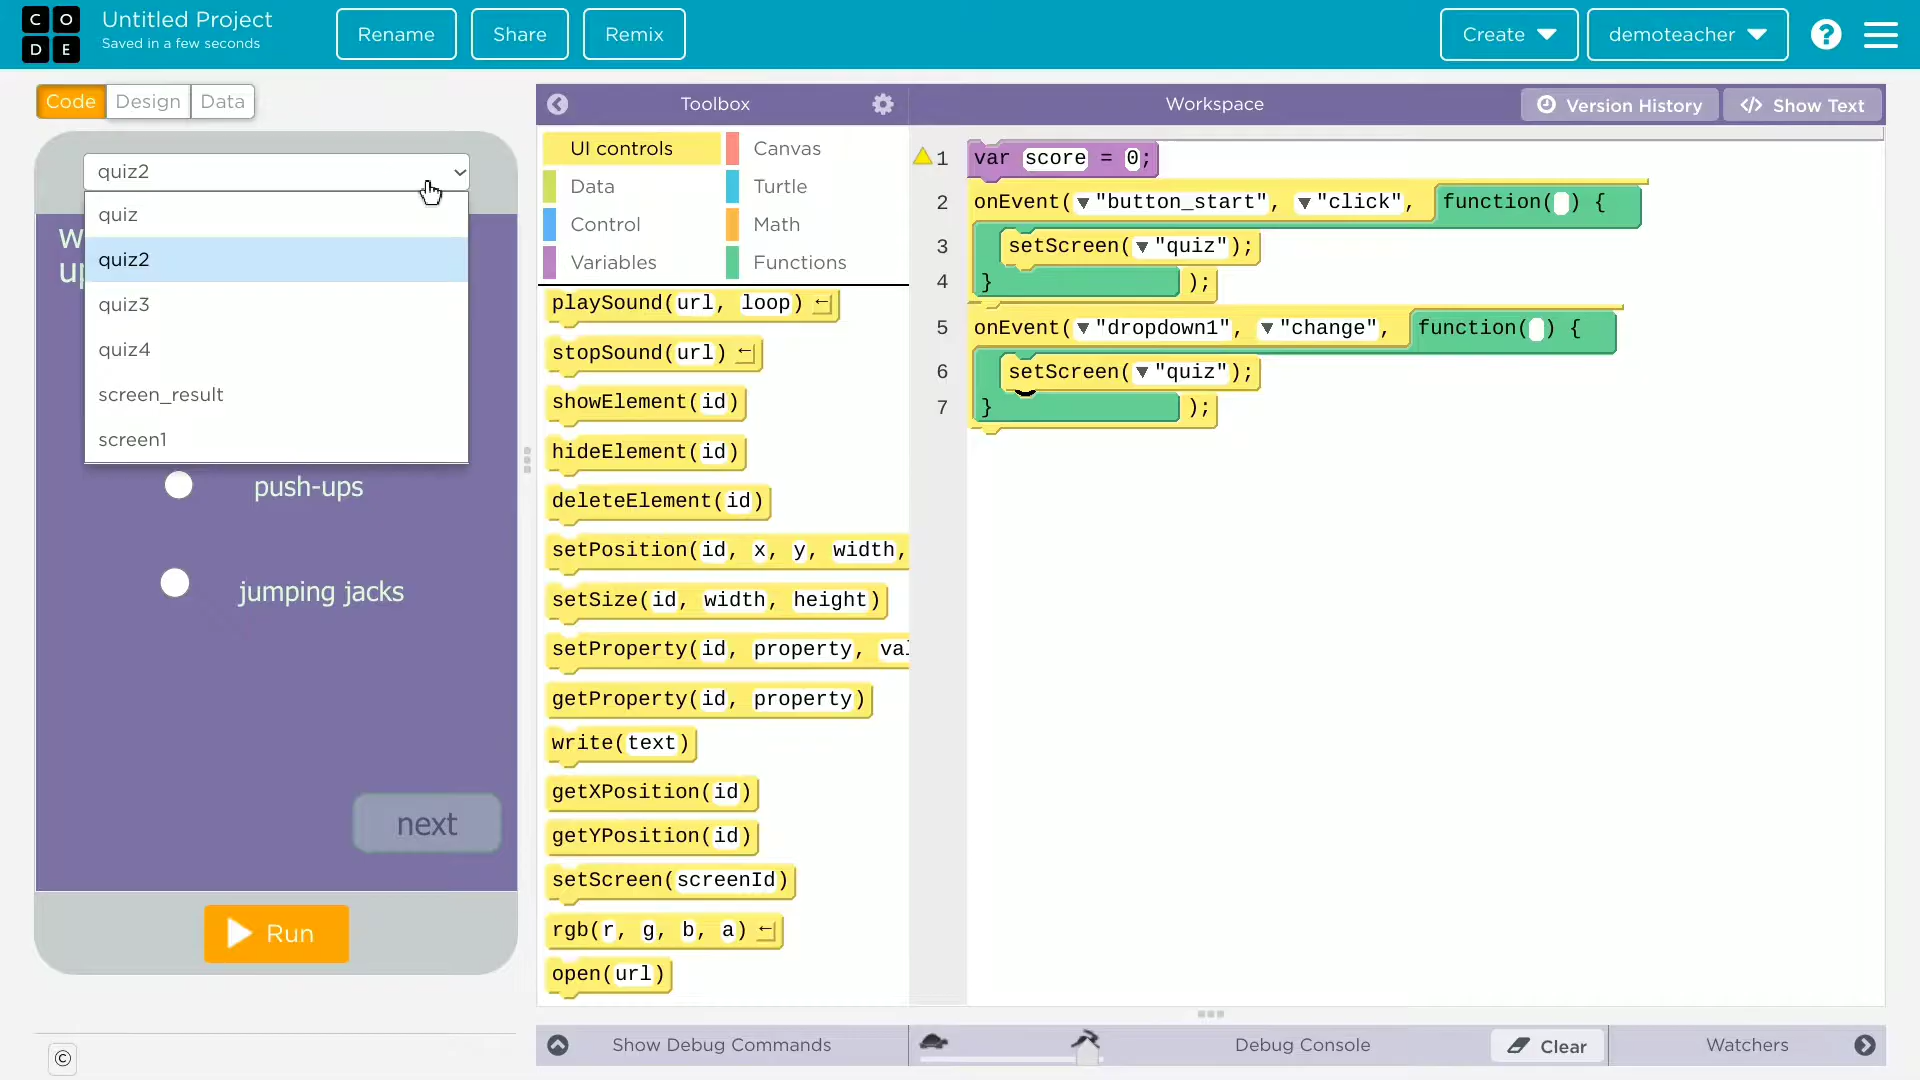 CODE
Untitled Project
Saved in a few seconds
Rename
Share
Remix
Create
demoteacher
?
Code
Design
Data
quiz2
quiz
quiz2
quiz3
quiz4
screen_result
screen1
push-ups
jumping jacks
next
Run
©
Toolbox
UI controls
Canvas
Data
Turtle
Control
Math
Variables
Functions
playSound(url, loop)
stopSound(url)
showElement(id)
hideElement(id)
deleteElement(id)
setPosition(id, x, y, width,
setSize(id, width, height)
setProperty(id, property, val
getProperty(id, property)
write(text)
getXPosition(id)
getYPosition(id)
setScreen(screenId)
rgb(r, g, b, a)
open(url)
Workspace
Version History
</> Show Text
1 var score = 0;
2 onEvent(▼"button_start", ▼"click", function( ) {
3 setScreen(▼"quiz");
4 } );
5 onEvent(▼"dropdown1", ▼"change", function( ) {
6 setScreen(▼"quiz");
7 } );
Show Debug Commands
Debug Console
Clear
Watchers